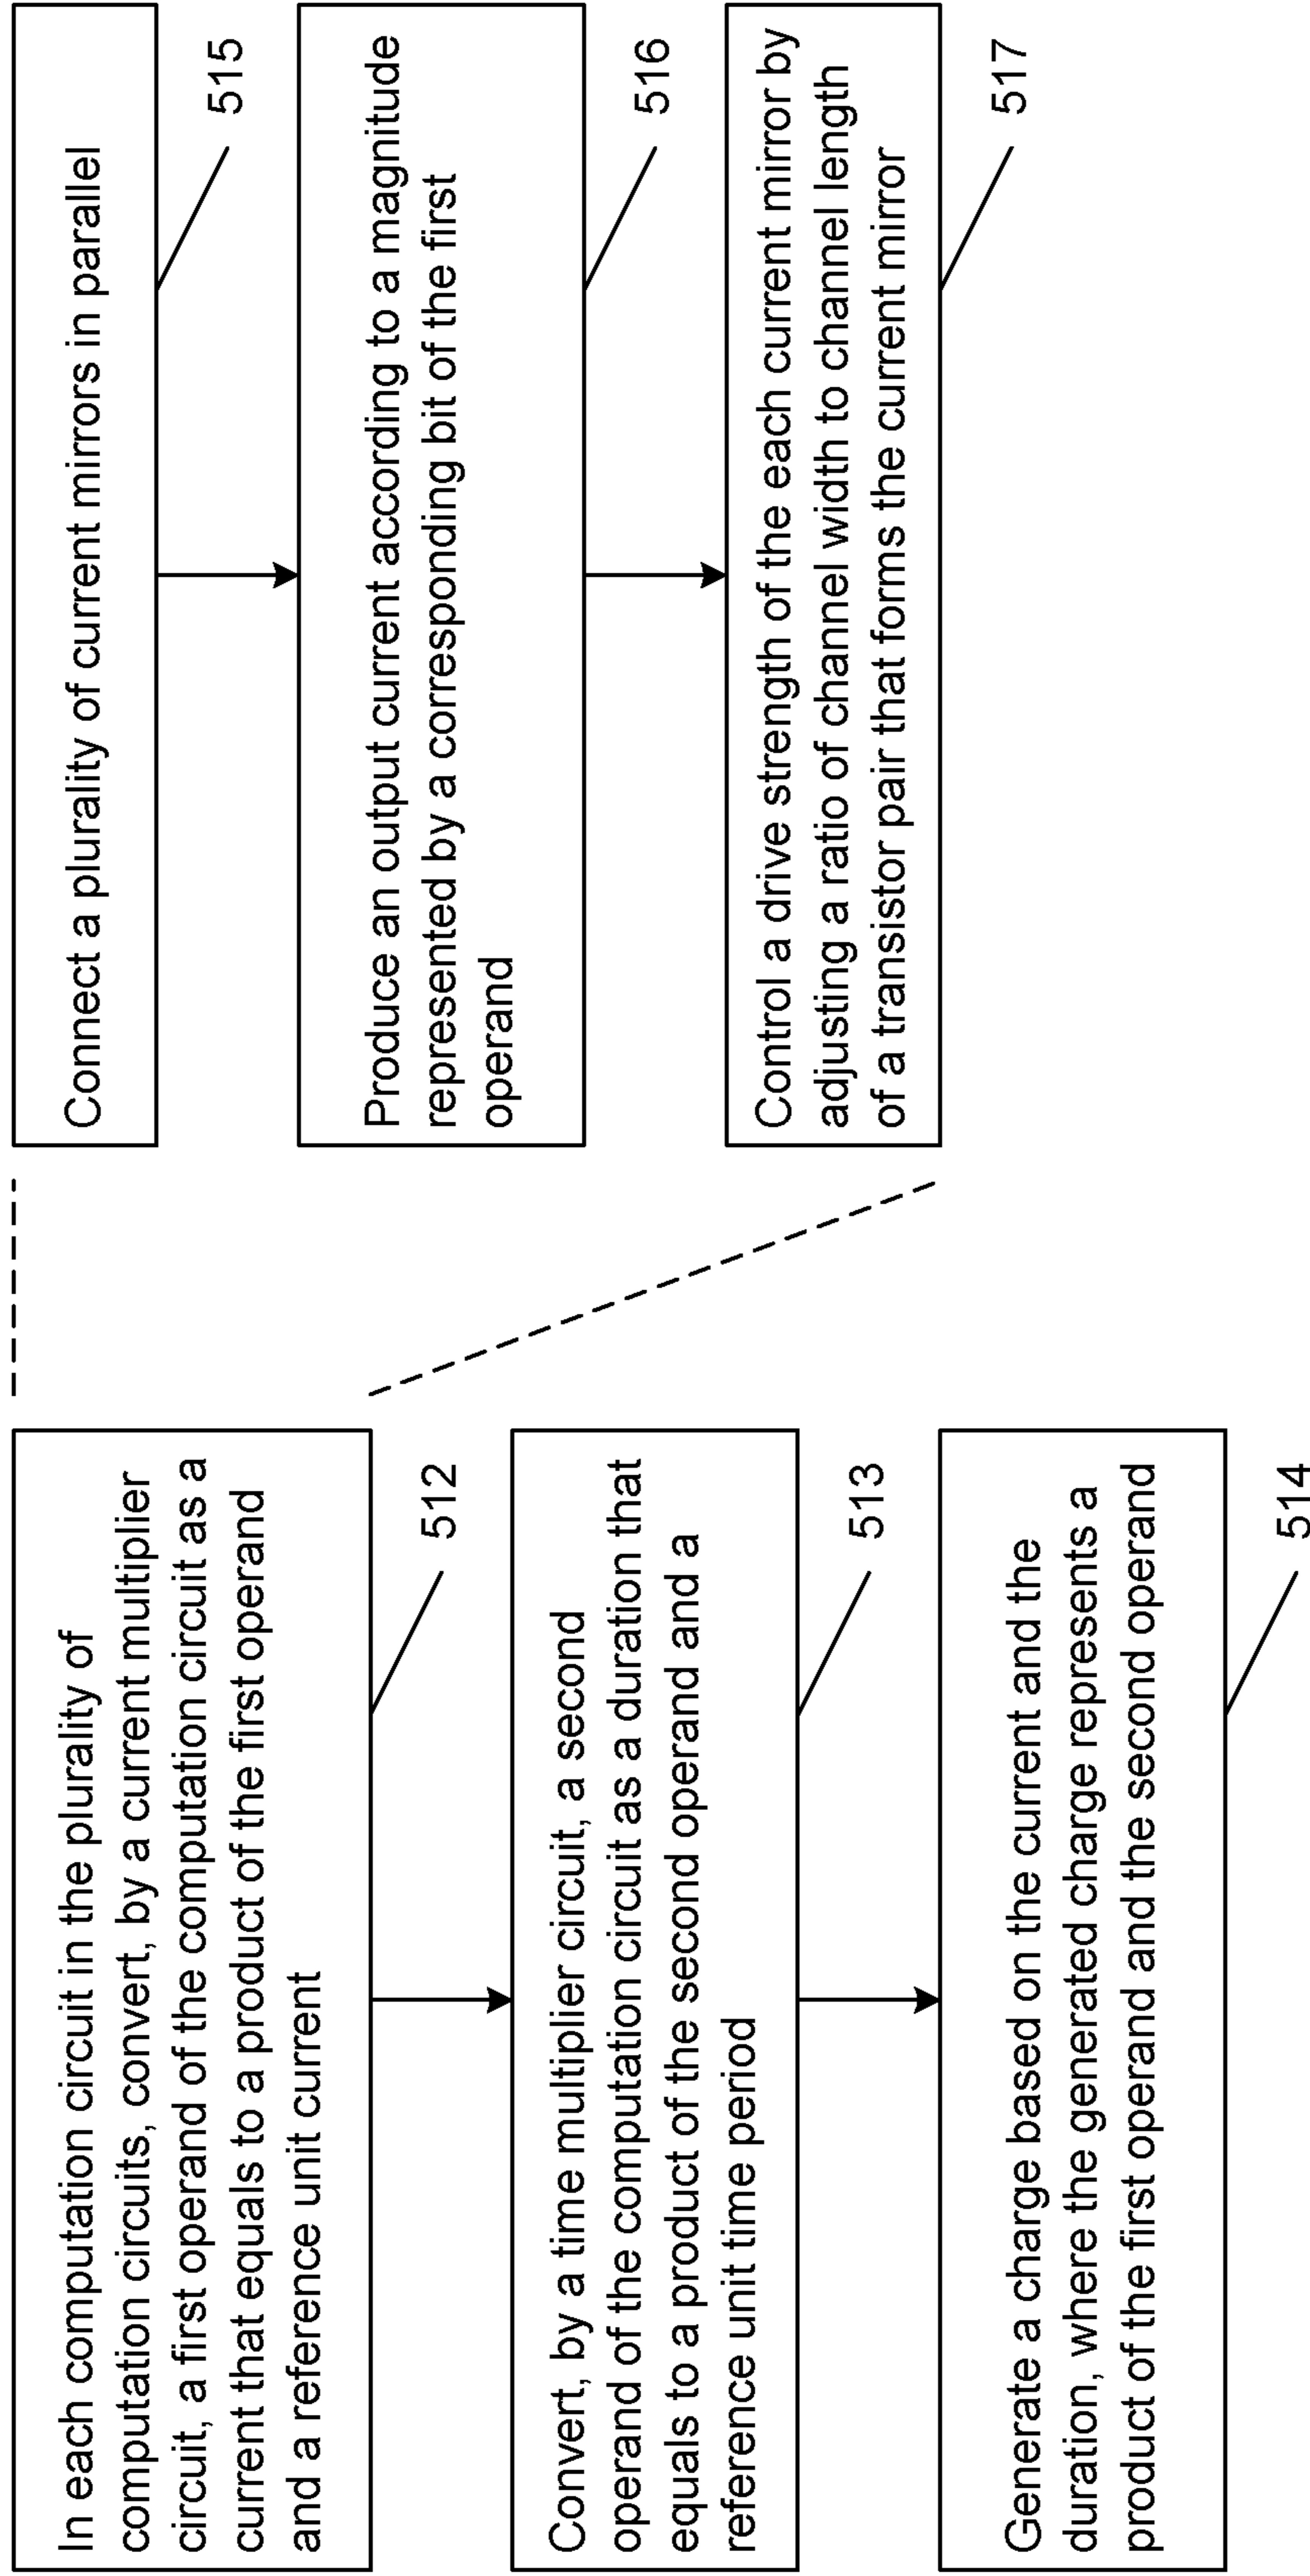 In each computation circuit in the plurality of
computation circuits, convert, by a current multiplier
circuit, a first operand of the computation circuit as a
current that equals to a product of the first operand
and a reference unit current
512
Convert, by a time multiplier circuit, a second
operand of the computation circuit as a duration that
equals to a product of the second operand and a
reference unit time period
513
Generate a charge based on the current and the
duration, where the generated charge represents a
product of the first operand and the second operand
514
Connect a plurality of current mirrors in parallel
515
Produce an output current according to a magnitude
represented by a corresponding bit of the first
operand
516
Control a drive strength of the each current mirror by
adjusting a ratio of channel width to channel length
of a transistor pair that forms the current mirror
517